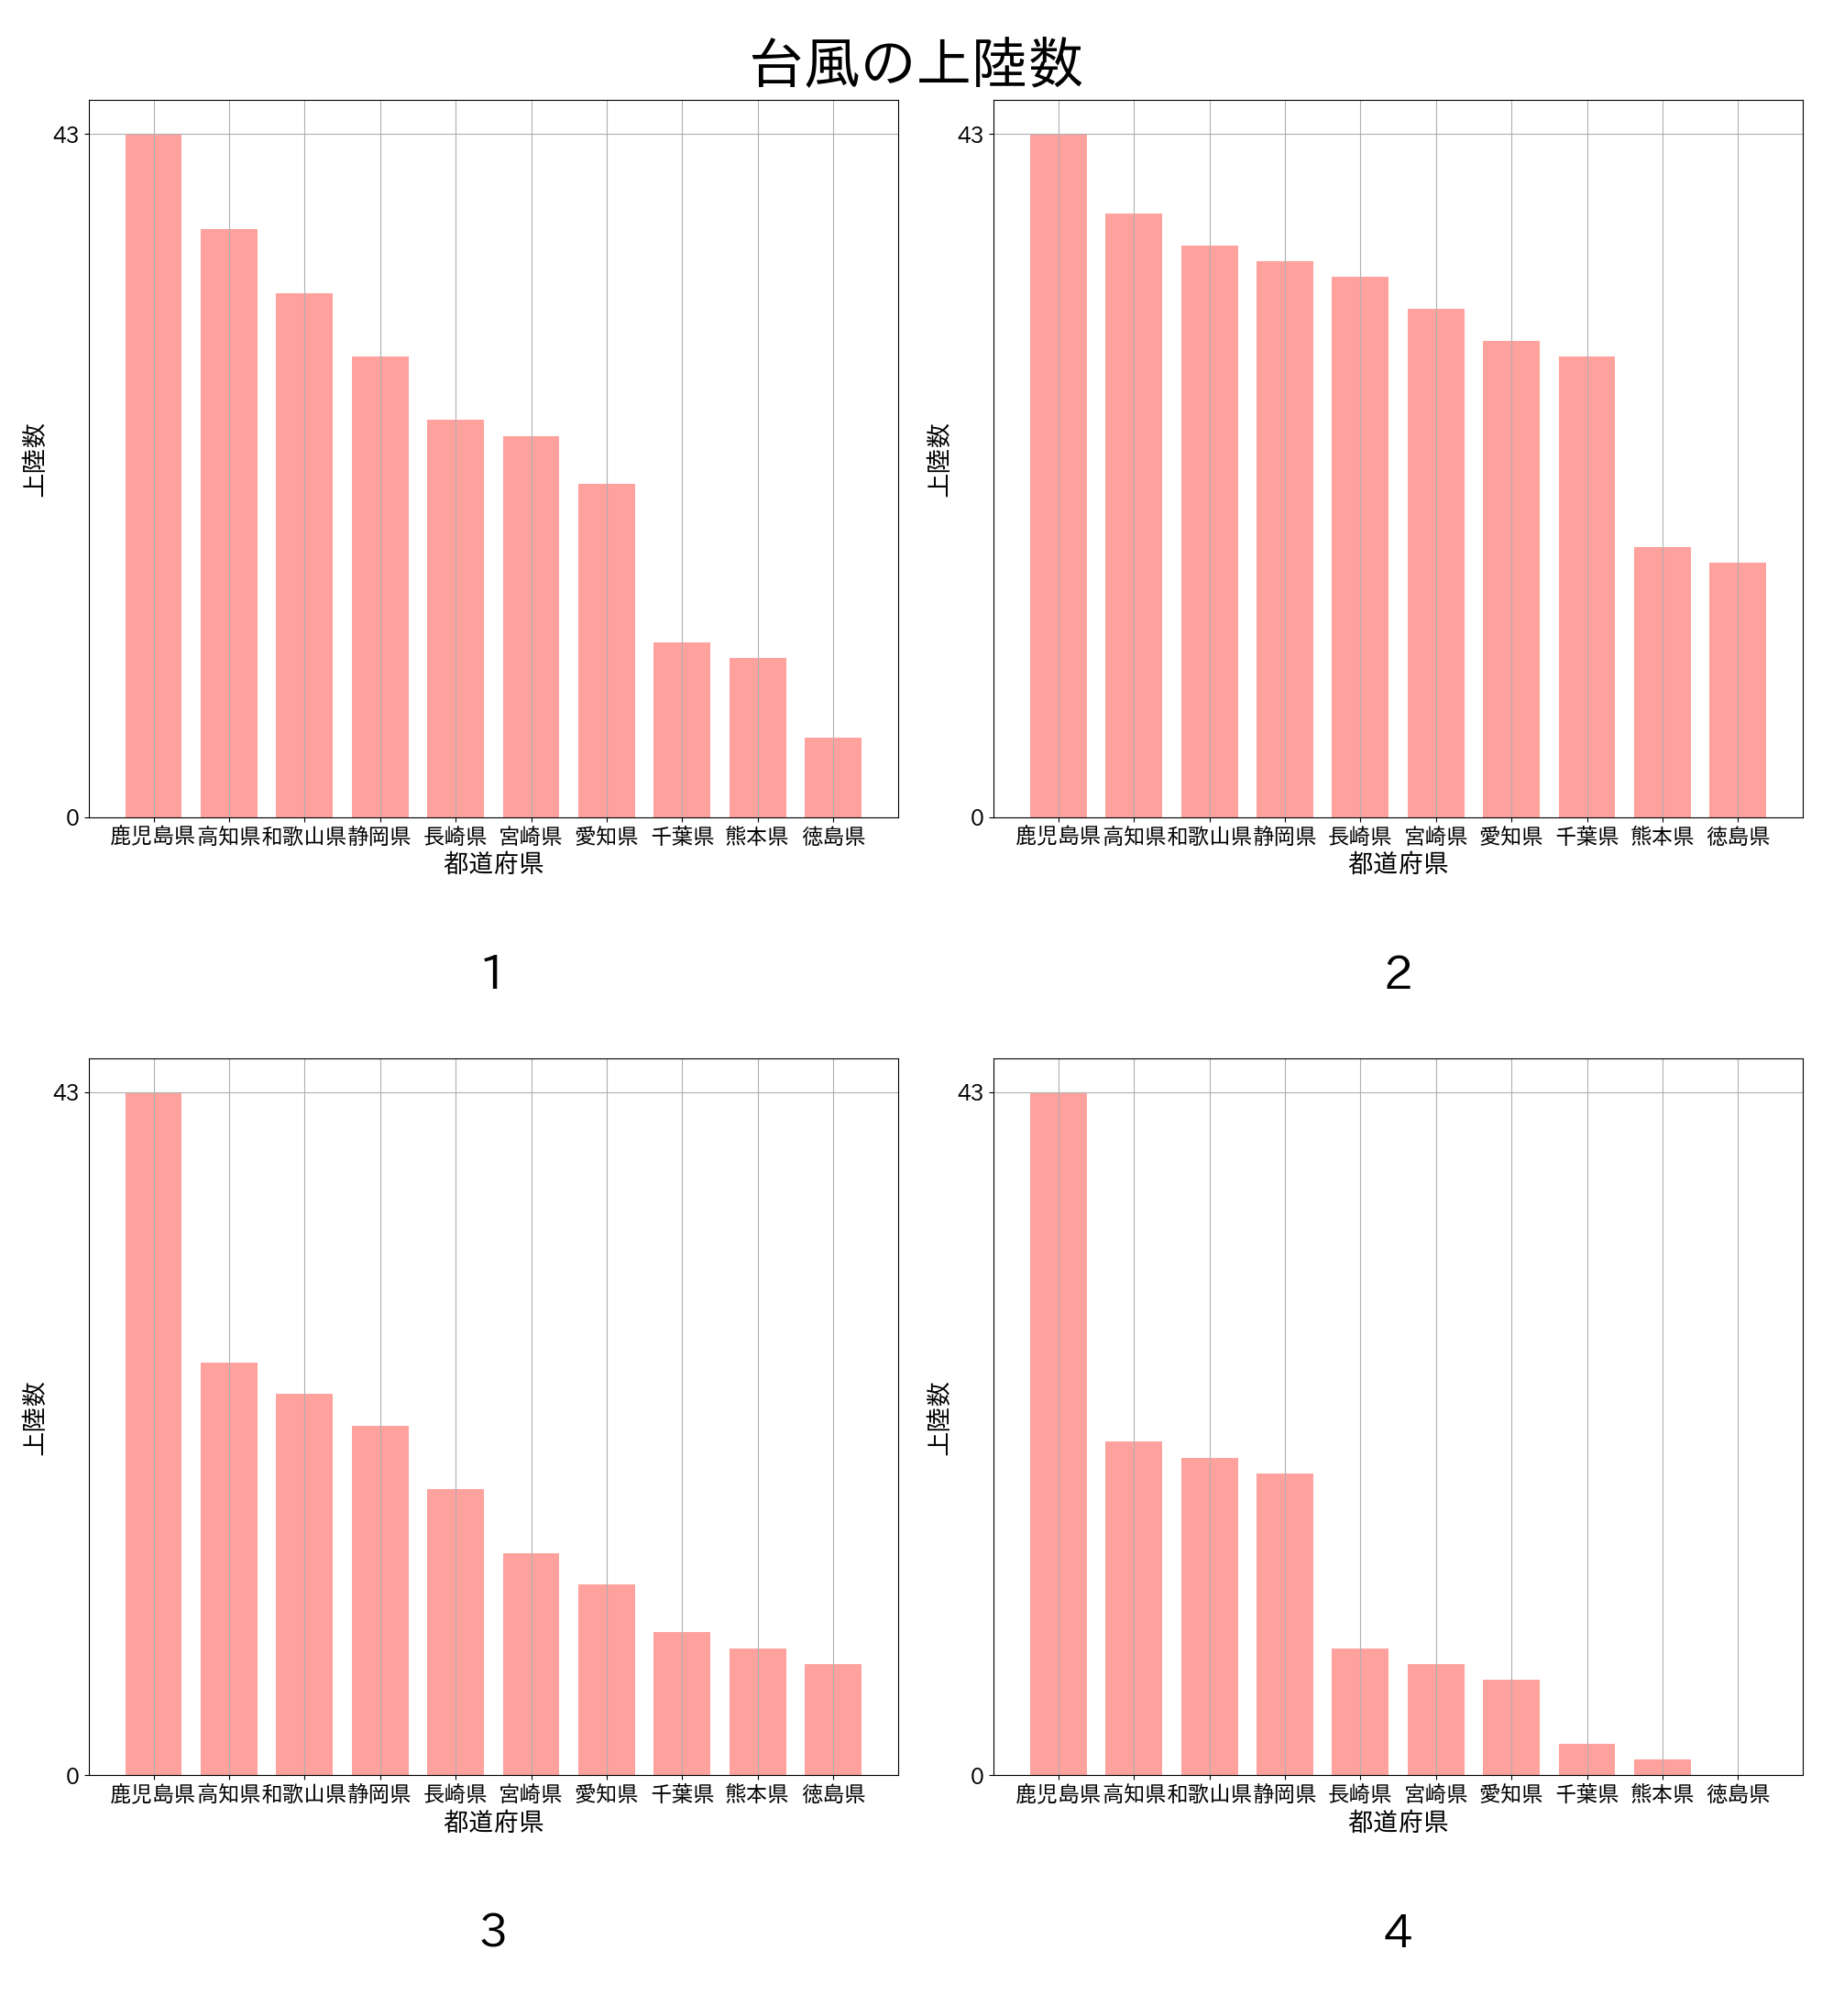 台風の上陸数
43
0
上陸数
鹿児島県 高知県 和歌山県 静岡県 長崎県 宮崎県 愛知県 千葉県 熊本県 徳島県
都道府県
1
43
0
上陸数
鹿児島県 高知県 和歌山県 静岡県 長崎県 宮崎県 愛知県 千葉県 熊本県 徳島県
都道府県
2
43
0
上陸数
鹿児島県 高知県 和歌山県 静岡県 長崎県 宮崎県 愛知県 千葉県 熊本県 徳島県
都道府県
3
43
0
上陸数
鹿児島県 高知県 和歌山県 静岡県 長崎県 宮崎県 愛知県 千葉県 熊本県 徳島県
都道府県
4